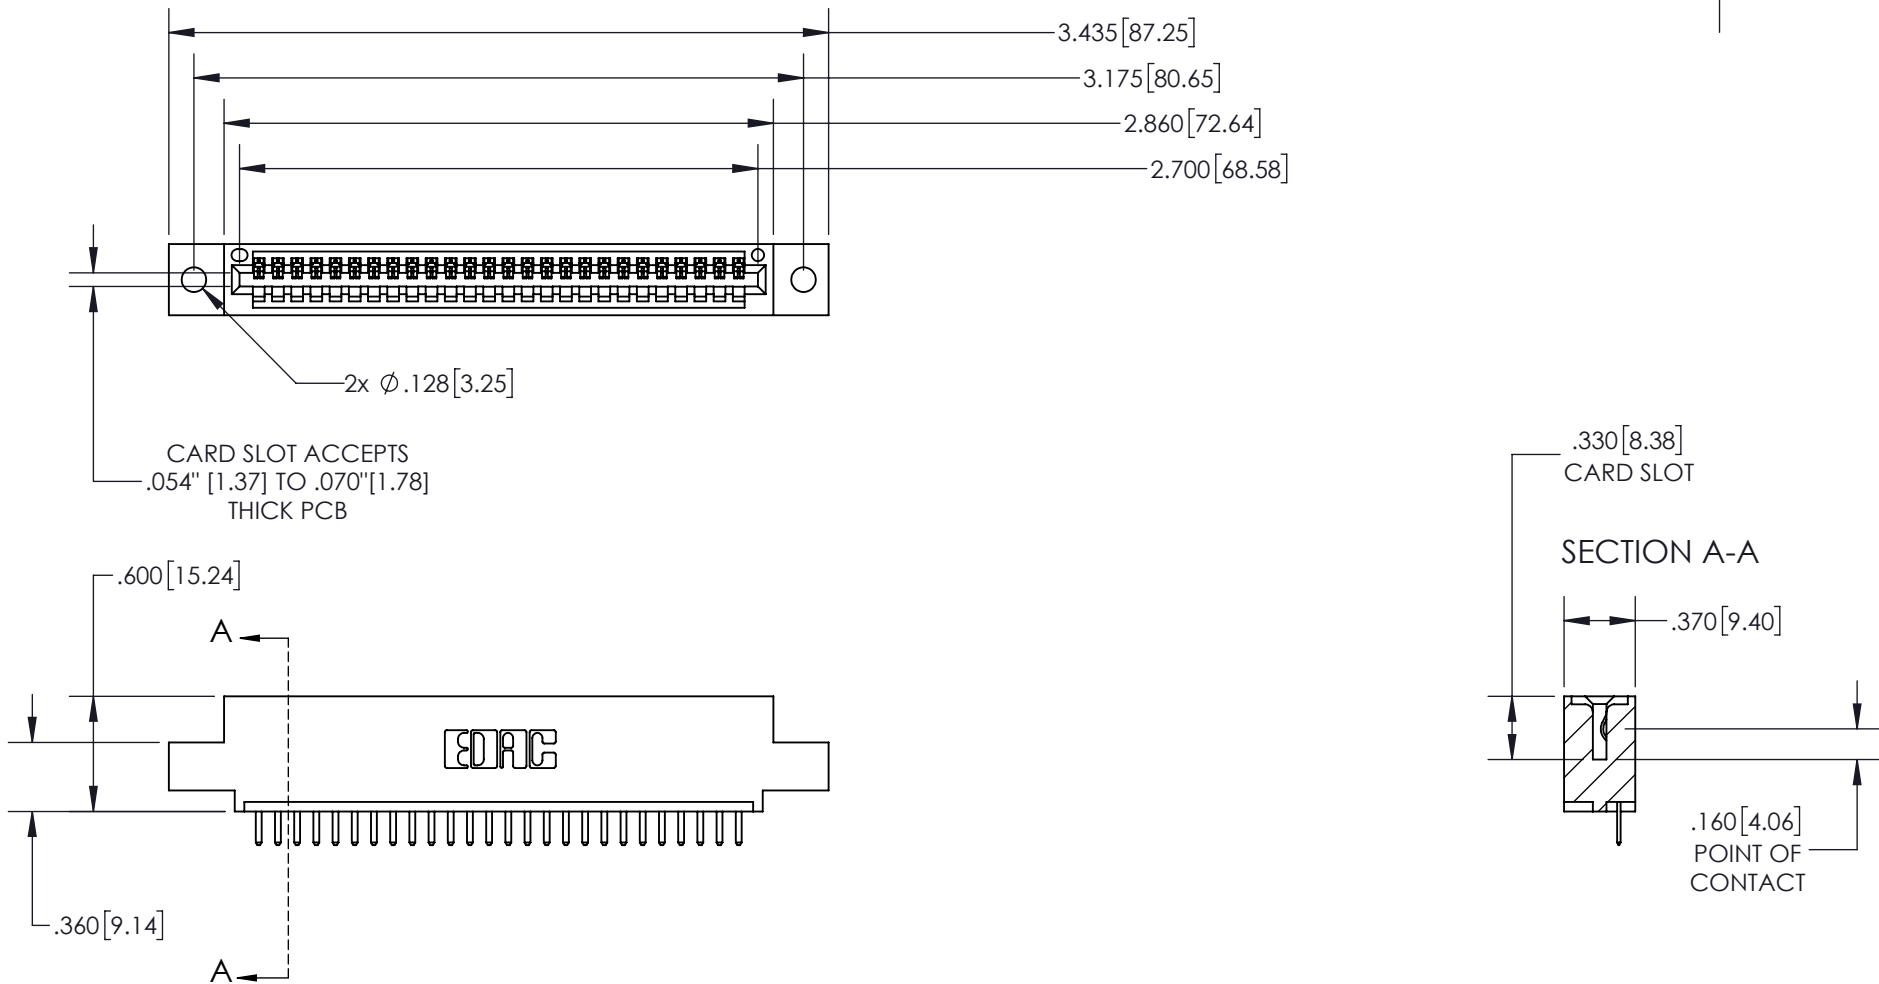 3.435[87.25]
3.175[80.65]
2.860[72.64]
2.700[68.58]
2x ∅.128[3.25]
CARD SLOT ACCEPTS
.054" [1.37] TO .070"[1.78]
THICK PCB
.330[8.38]
CARD SLOT
SECTION A-A
.600[15.24]
.370[9.40]
A
EDAC
.160[4.06]
POINT OF
CONTACT
.360[9.14]
A